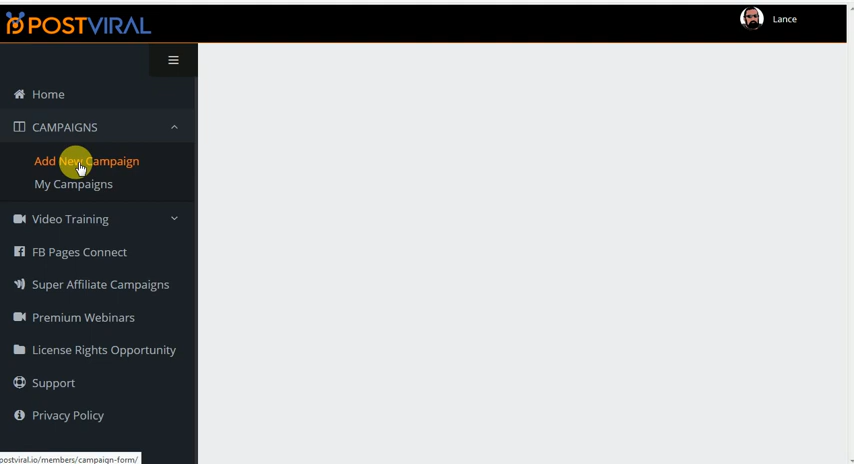 POSTVIRAL
Lance
Home
CAMPAIGNS
Add New Campaign
My Campaigns
Video Training
FB Pages Connect
Super Affiliate Campaigns
Premium Webinars
License Rights Opportunity
Support
Privacy Policy
postviral.io/members/campaign-form/